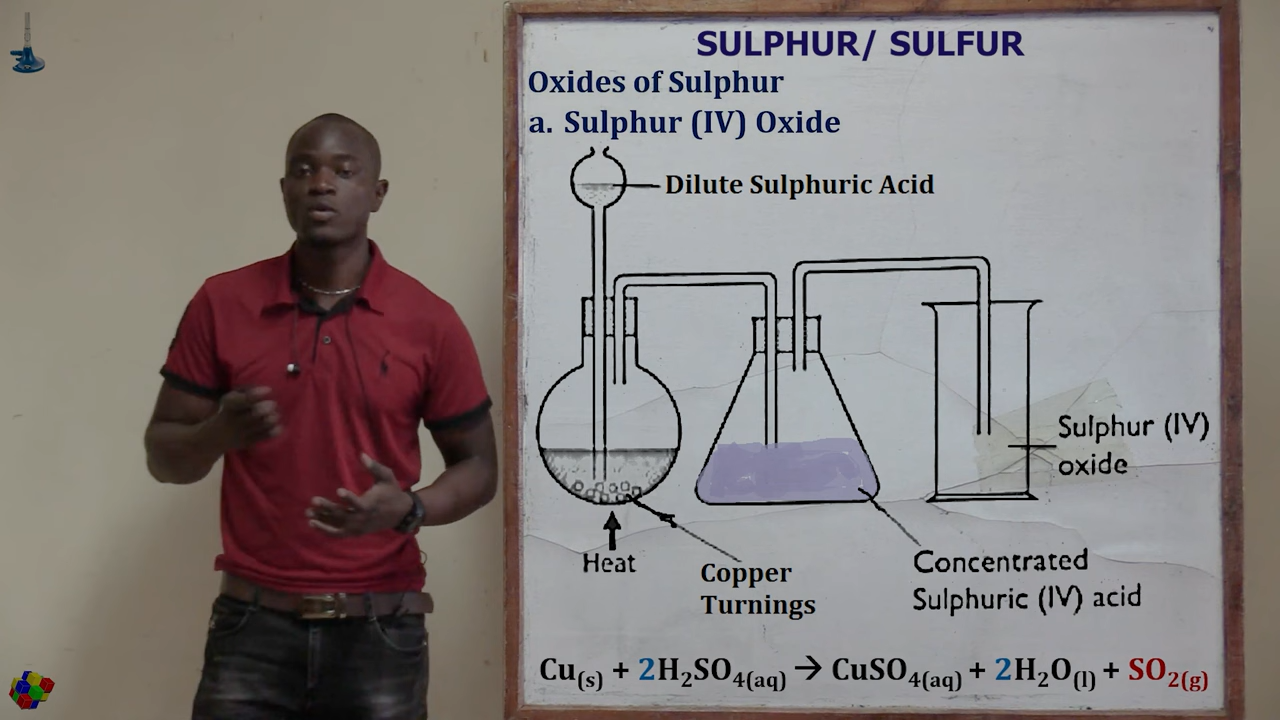 SULPHUR/ SULFUR
Oxides of Sulphur
a. Sulphur (IV) Oxide
Dilute Sulphuric Acid
Sulphur (IV)
oxide
Heat
Copper
Turnings
Concentrated
Sulphuric (IV) acid
Cu(s) + 2H₂SO₄(aq) → CuSO₄(aq) + 2H₂O(l) + SO₂(g)